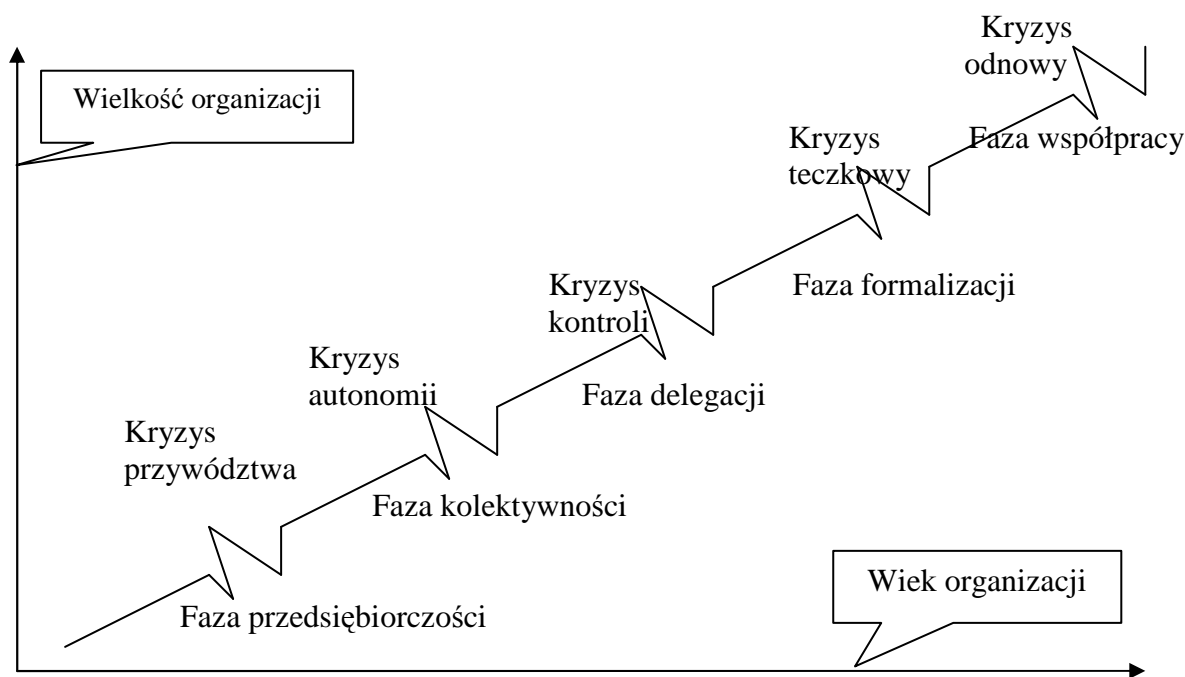 Kryzys
odnowy
Wielkość organizacji
Kryzys
teczkowy
Faza współpracy
Kryzys
kontroli
Faza formalizacji
Kryzys
autonomii
Faza delegacji
Kryzys
przywództwa
Faza kolektywności
Wiek organizacji
Faza przedsiębiorczości